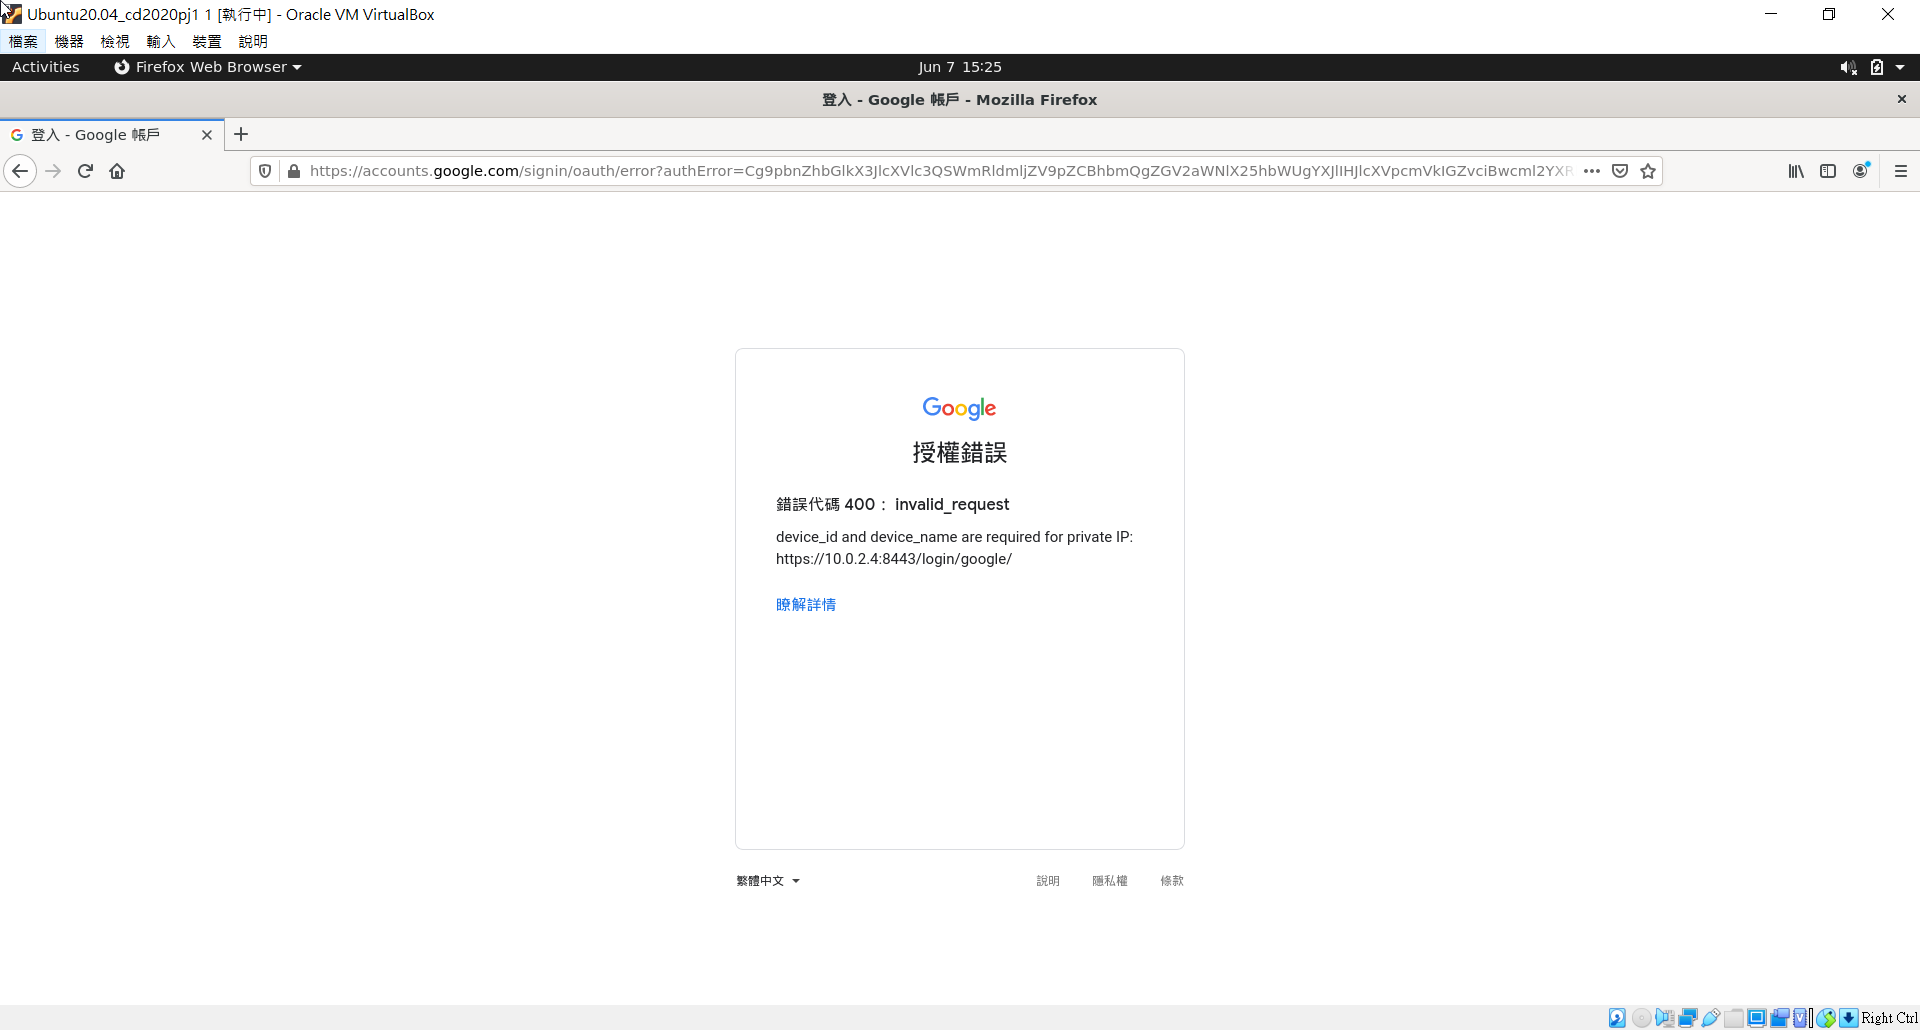 Ubuntu20.04_cd2020pj1 1 [執行中] - Oracle VM VirtualBox
檔案 機器 檢視 輸入 裝置 說明
Activities Firefox Web Browser Jun 7 15:25
登入 - Google 帳戶 - Mozilla Firefox
登入 - Google 帳戶
https://accounts.google.com/signin/oauth/error?authError=Cg9pbnZhbGlkX3JlcXVlc3QSWmRldmljZV9pZCBhbmQgZGV2aWNlX25hbWUgYXJlIHJlcXVpcmVkIGZvciBwcml2YXR
Google
授權錯誤
錯誤代碼 400： invalid_request
device_id and device_name are required for private IP:
https://10.0.2.4:8443/login/google/
瞭解詳情
繁體中文 說明 隱私權 條款
Right Ctrl